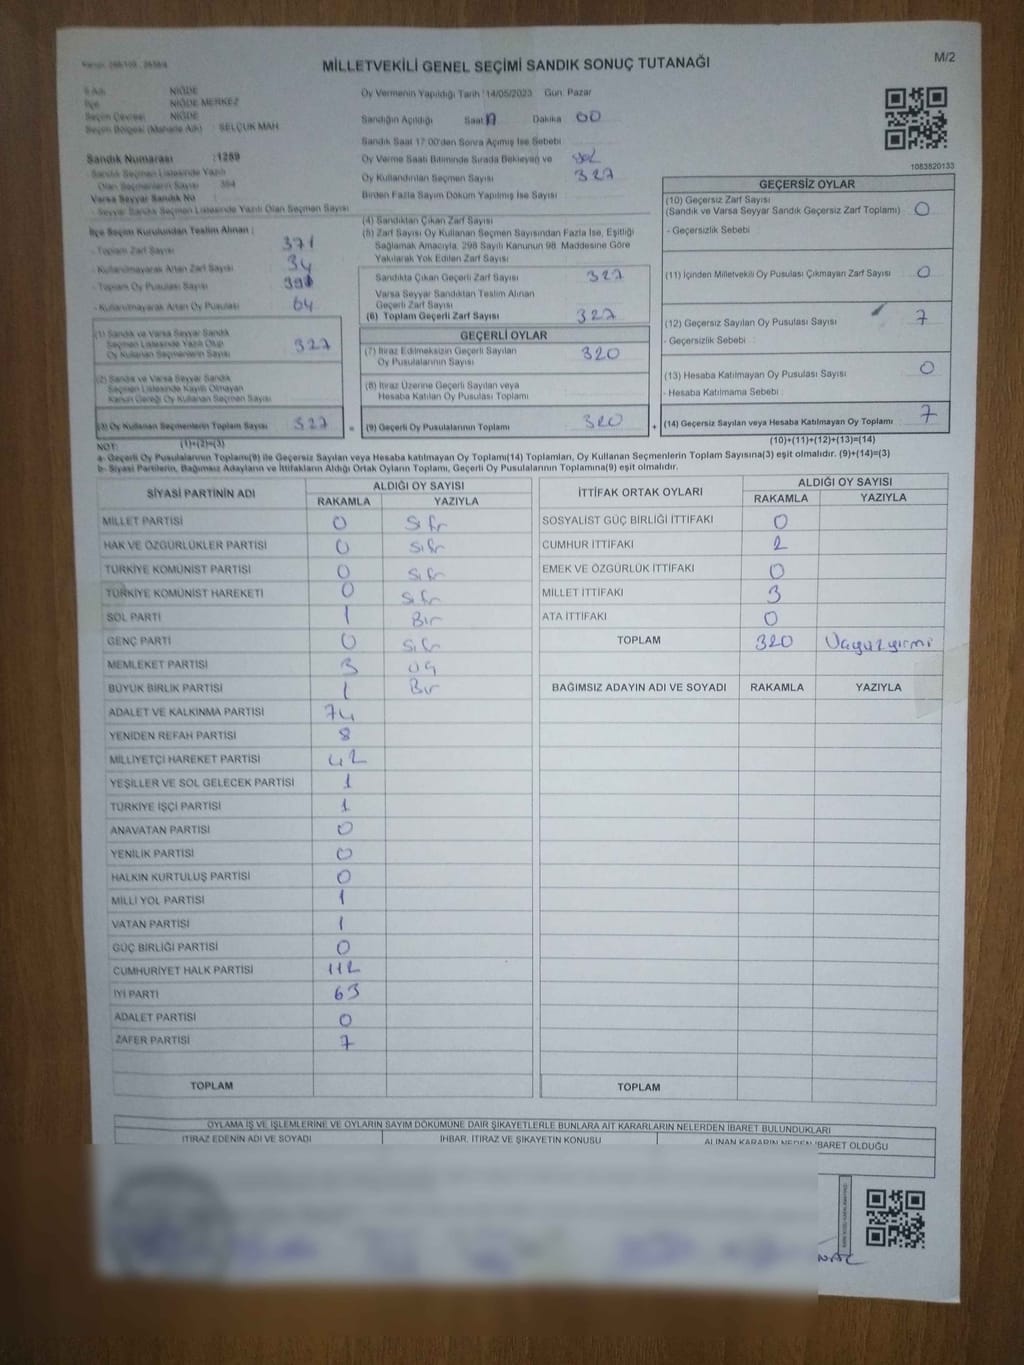 MİLLETVEKİLİ GENEL SEÇİMİ SANDIK SONUÇ TUTANAĞI
M/2
İl Adı NİĞDE
İlçe NİĞDE MERKEZ
Seçim Çevresi NİĞDE
Seçim Bölgesi (Mahalle Adı) : SELÇUK MAH
Sandık Numarası : 1289
- Sandık Seçmen Listesinde Yazılı
Olan Seçmenlerin Sayısı
Varsa Seyyar Sandık No
- Seyyar Sandık Seçmen Listesinde Yazılı Olan Seçmen Sayısı
İlçe Seçim Kurulundan Teslim Alınan :
- Toplam Zarf Sayısı 371
- Kullanılmayarak Artan Zarf Sayısı 34
- Toplam Oy Pusulası Sayısı
- Kullanılmayarak Artan Oy Pusulası 64
(1) Sandık ve Varsa Seyyar Sandık
Seçmen Listesinde Yazılı Olup
Oy Kullanan Seçmenlerin Sayısı 327
(2) Sandık ve Varsa Seyyar Sandık
Seçmen Listesinde Kayıtlı Olmayan
Kanun Gereği Oy Kullanan Seçmen Sayısı
(3) Oy Kullanan Seçmenlerin Toplam Sayısı 327
(1)+(2)=(3)
Oy Vermenin Yapıldığı Tarih : 14/05/2023 Gün: Pazar
Sandığın Açıldığı Saat 17 Dakika 00
Sandık Saat 17:00'den Sonra Açılmış İse Sebebi
Oy Verme Saati Bitiminde Sırada Bekleyen ve yok
Oy Kullandırılan Seçmen Sayısı 327
Birden Fazla Sayım Döküm Yapılmış İse Sayısı
(4) Sandıktan Çıkan Zarf Sayısı
(5) Zarf Sayısı Oy Kullanan Seçmen Sayısından Fazla İse, Eşitliği
Sağlamak Amacıyla, 298 Sayılı Kanunun 98. Maddesine Göre
Yakılarak Yok Edilen Zarf Sayısı
Sandıkta Çıkan Geçerli Zarf Sayısı 327
Varsa Seyyar Sandıktan Teslim Alınan
Geçerli Zarf Sayısı
(6) Toplam Geçerli Zarf Sayısı 327
GEÇERLİ OYLAR
(7) İtiraz Edilmeksizin Geçerli Sayılan
Oy Pusulalarının Sayısı 320
(8) İtiraz Üzerine Geçerli Sayılan veya
Hesaba Katılan Oy Pusulası Toplamı
= (9) Geçerli Oy Pusulalarının Toplamı 320
1083520133
GEÇERSİZ OYLAR
(10) Geçersiz Zarf Sayısı
(Sandık ve Varsa Seyyar Sandık Geçersiz Zarf Toplamı) 0
- Geçersizlik Sebebi
(11) İçinden Milletvekili Oy Pusulası Çıkmayan Zarf Sayısı 0
(12) Geçersiz Sayılan Oy Pusulası Sayısı 7
- Geçersizlik Sebebi :
(13) Hesaba Katılmayan Oy Pusulası Sayısı 0
- Hesaba Katılmama Sebebi :
+ (14) Geçersiz Sayılan veya Hesaba Katılmayan Oy Toplamı 7
(10)+(11)+(12)+(13)=(14)
NOT:
a- Geçerli Oy Pusulalarının Toplamı(9) ile Geçersiz Sayılan veya Hesaba katılmayan Oy Toplamı(14) Toplamları, Oy Kullanan Seçmenlerin Toplam Sayısına(3) eşit olmalıdır. (9)+(14)=(3)
b- Siyasi Partilerin, Bağımsız Adayların ve İttifakların Aldığı Ortak Oyların Toplamı, Geçerli Oy Pusulalarının Toplamına(9) eşit olmalıdır.
SİYASİ PARTİNİN ADI ALDIĞI OY SAYISI
RAKAMLA YAZIYLA
MİLLET PARTİSİ 0 Sıfır
HAK VE ÖZGÜRLÜKLER PARTİSİ 0 Sıfır
TÜRKİYE KOMÜNİST PARTİSİ 0 Sıfır
TÜRKİYE KOMÜNİST HAREKETİ 0 Sıfır
SOL PARTİ 1 Bir
GENÇ PARTİ 0 Sıfır
MEMLEKET PARTİSİ 3 üç
BÜYÜK BİRLİK PARTİSİ 1 Bir
ADALET VE KALKINMA PARTİSİ 74
YENİDEN REFAH PARTİSİ 8
MİLLİYETÇİ HAREKET PARTİSİ 42
YEŞİLLER VE SOL GELECEK PARTİSİ 1
TÜRKİYE İŞÇİ PARTİSİ 1
ANAVATAN PARTİSİ 0
YENİLİK PARTİSİ 0
HALKIN KURTULUŞ PARTİSİ 0
MİLLİ YOL PARTİSİ 1
VATAN PARTİSİ 1
GÜÇ BİRLİĞİ PARTİSİ 0
CUMHURİYET HALK PARTİSİ 112
İYİ PARTİ 63
ADALET PARTİSİ 0
ZAFER PARTİSİ 7
TOPLAM
İTTİFAK ORTAK OYLARI ALDIĞI OY SAYISI
RAKAMLA YAZIYLA
SOSYALİST GÜÇ BİRLİĞİ İTTİFAKI 0
CUMHUR İTTİFAKI 2
EMEK VE ÖZGÜRLÜK İTTİFAKI 0
MİLLET İTTİFAKI 3
ATA İTTİFAKI 0
TOPLAM 320 Üçyüzyirmi
BAĞIMSIZ ADAYIN ADI VE SOYADI RAKAMLA YAZIYLA
TOPLAM
OYLAMA İŞ VE İŞLEMLERİNE VE OYLARIN SAYIM DÖKÜMÜNE DAİR ŞİKAYETLERLE BUNLARA AİT KARARLARIN NELERDEN İBARET BULUNDUKLARI
İTİRAZ EDENİN ADI VE SOYADI İHBAR, İTİRAZ VE ŞİKAYETİN KONUSU ALINAN KARARIN NEDEN İBARET OLDUĞU